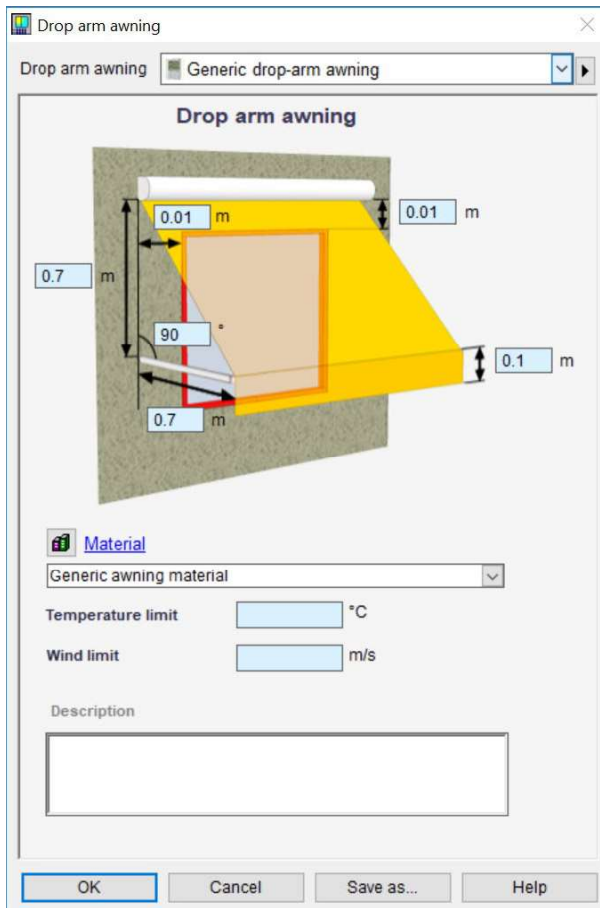 Drop arm awning
Drop arm awning Generic drop-arm awning
Drop arm awning
0.01 m
0.01 m
0.7 m
90 °
0.1 m
0.7 m
Material
Generic awning material
Temperature limit °C
Wind limit m/s
Description
OK Cancel Save as... Help